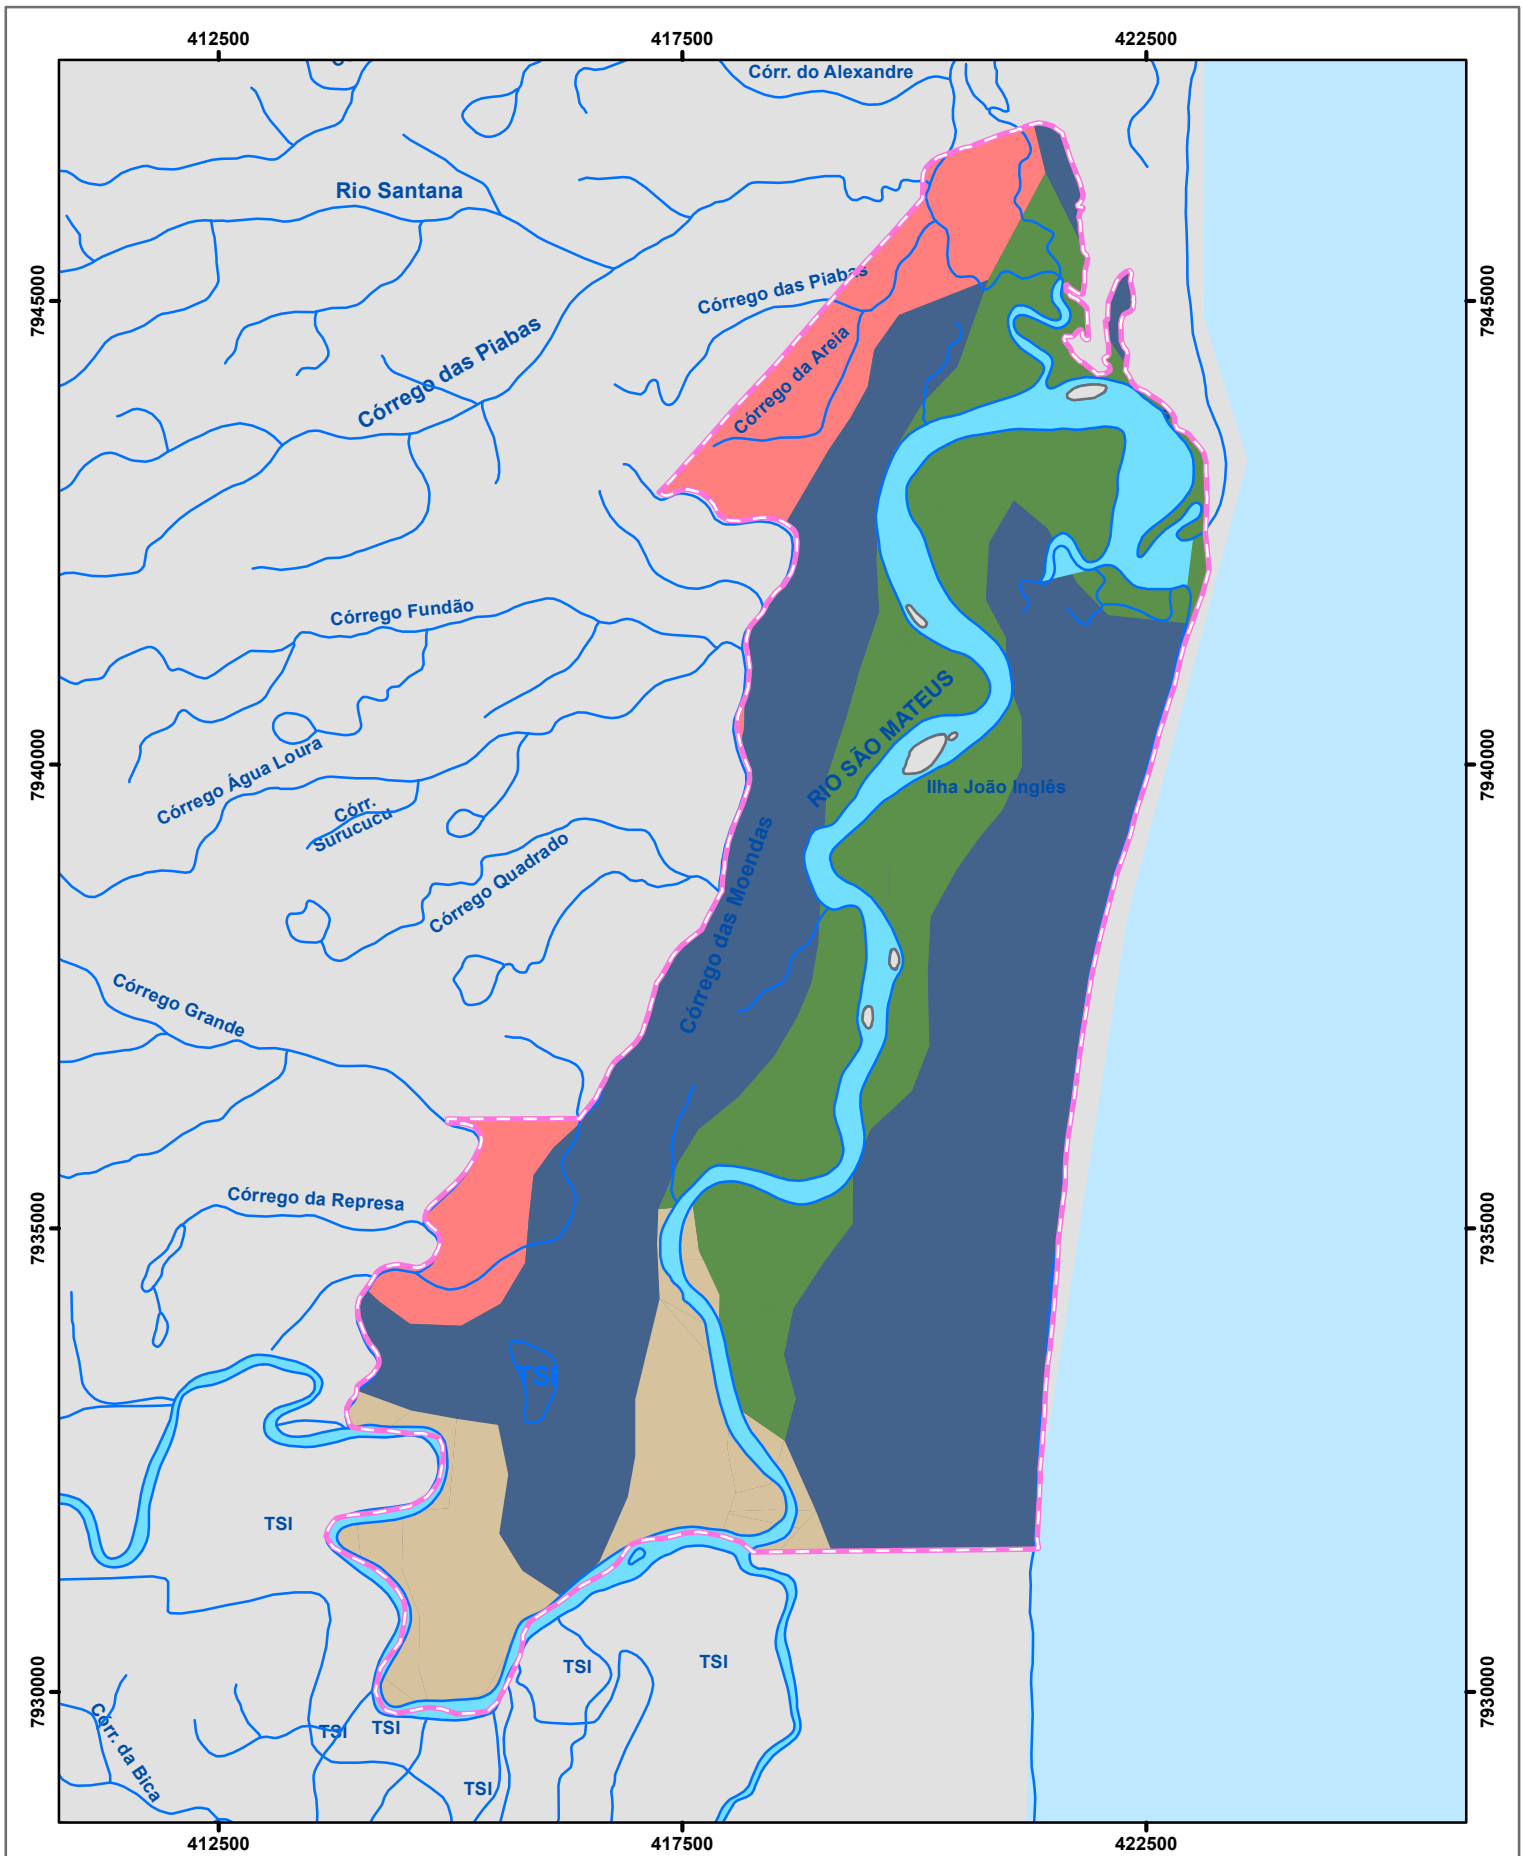 412500
417500
422500
Córr. do Alexandre
Rio Santana
7945000
7945000
Córrego das Piabas
Córrego das Piabas
Córrego da Areia
Córrego Fundão
RIO SÃO MATEUS
7940000
7940000
Córrego Água Loura
Ilha João Inglês
Córr.
Surucucu
Córrego das Moendas
Córrego Quadrado
Córrego Grande
Córrego da Represa
7935000
7935000
TSI
TSI
TSI
TSI
7930000
7930000
TSI
TSI
Córr. da Bica
TSI
412500
417500
422500